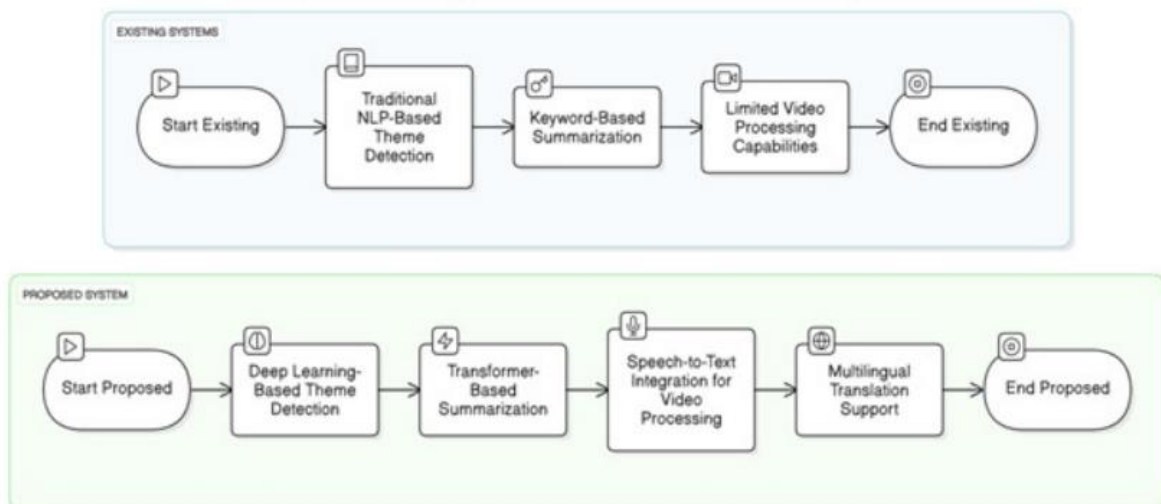 EXISTING SYSTEMS
Start Existing
Traditional
NLP-Based
Theme
Detection
Keyword-Based
Summarization
Limited Video
Processing
Capabilities
End Existing
PROPOSED SYSTEM
Start Proposed
Deep Learning-
Based Theme
Detection
Transformer-
Based
Summarization
Speech-to-Text
Integration for
Video
Processing
Multilingual
Translation
Support
End Proposed